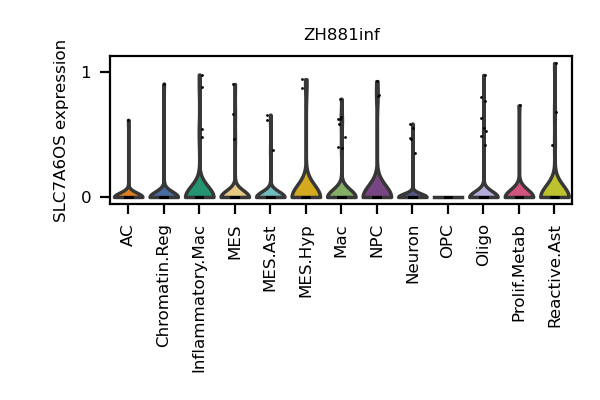 ZH881inf
SLC7A6OS expression
1
0
AC
Chromatin.Reg
Inflammatory.Mac
MES
MES.Ast
MES.Hyp
Mac
NPC
Neuron
OPC
Oligo
Prolif.Metab
Reactive.Ast